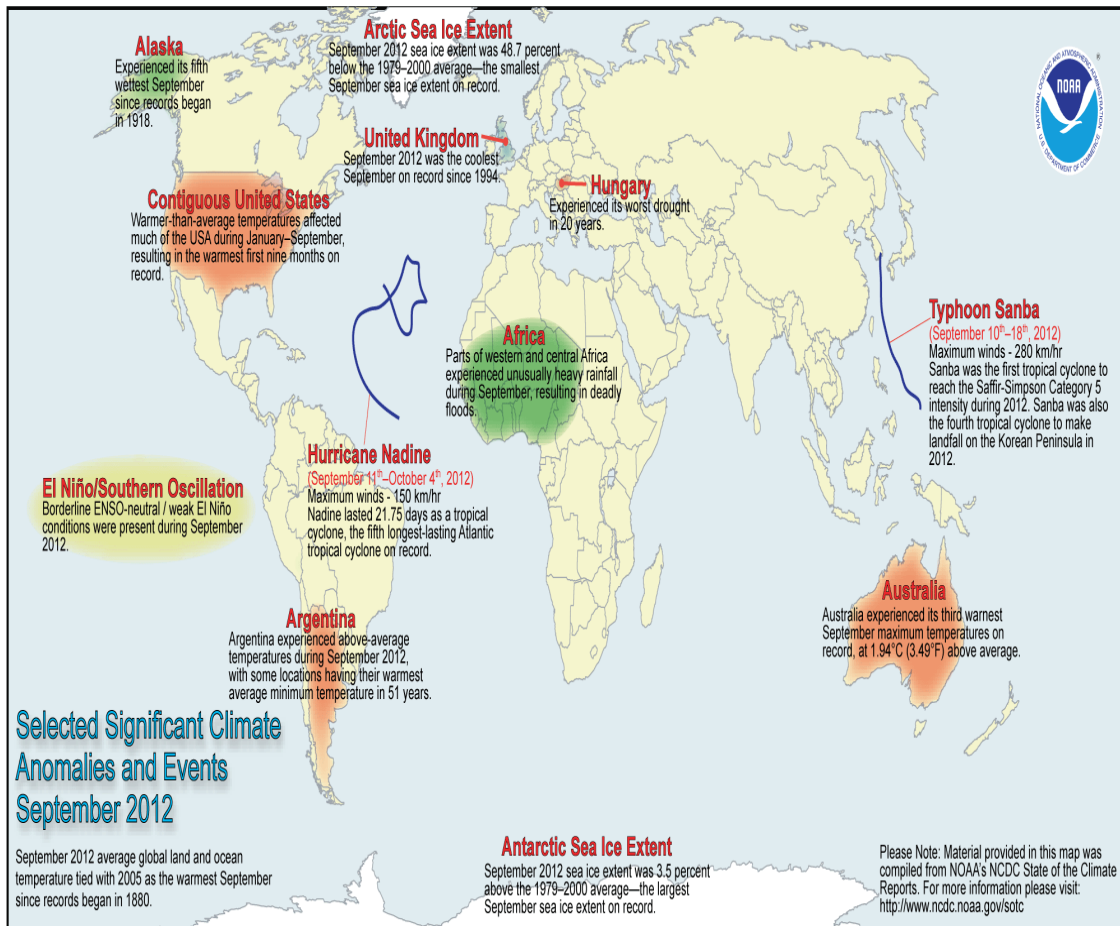 Alaska
Experienced its fifth
wettest September
since records began
in 1918.
Arctic Sea Ice Extent
September 2012 sea ice extent was 48.7 percent
below the 1979–2000 average—the smallest
September sea ice extent on record.
NATIONAL OCEANIC AND ATMOSPHERIC ADMINISTRATION
NOAA
U.S. DEPARTMENT OF COMMERCE
®
United Kingdom
September 2012 was the coolest
September on record since 1994.
Hungary
Experienced its worst drought
in 20 years.
Contiguous United States
Warmer-than-average temperatures affected
much of the USA during January–September,
resulting in the warmest first nine months on
record.
Africa
Parts of western and central Africa
experienced unusually heavy rainfall
during September, resulting in deadly
floods.
Typhoon Sanba
(September 10th–18th, 2012)
Maximum winds - 280 km/hr
Sanba was the first tropical cyclone to
reach the Saffir-Simpson Category 5
intensity during 2012. Sanba was also
the fourth tropical cyclone to make
landfall on the Korean Peninsula in
2012.
Hurricane Nadine
(September 11th–October 4th, 2012)
Maximum winds - 150 km/hr
Nadine lasted 21.75 days as a tropical
cyclone, the fifth longest-lasting Atlantic
tropical cyclone on record.
El Niño/Southern Oscillation
Borderline ENSO-neutral / weak El Niño
conditions were present during September
2012.
Argentina
Argentina experienced above-average
temperatures during September 2012,
with some locations having their warmest
average minimum temperature in 51 years.
Australia
Australia experienced its third warnest
September maximum temperatures on
record, at 1.94°C (3.49°F) above average.
Selected Significant Climate
Anomalies and Events
September 2012
September 2012 average global land and ocean
temperature tied with 2005 as the warmest September
since records began in 1880.
Antarctic Sea Ice Extent
September 2012 sea ice extent was 3.5 percent
above the 1979–2000 average—the largest
September sea ice extent on record.
Please Note: Material provided in this map was
compiled from NOAA's NCDC State of the Climate
Reports. For more information please visit:
http://www.ncdc.noaa.gov/sotc